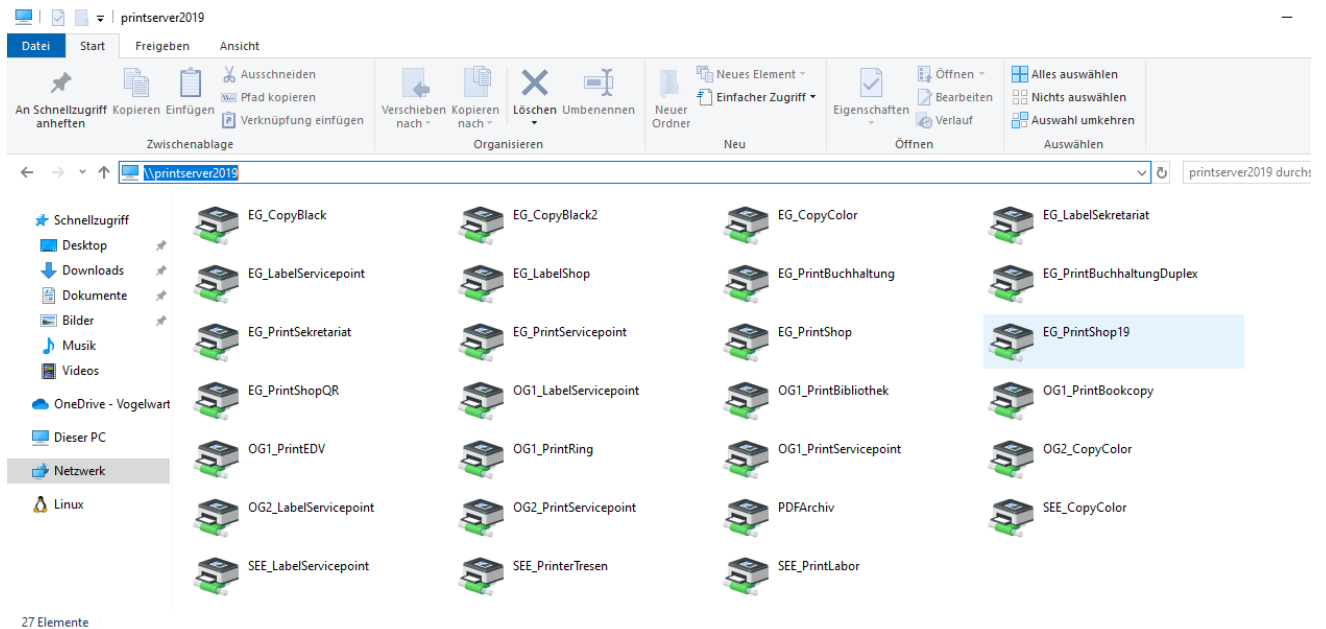 printserver2019
Datei Start Freigeben Ansicht
An Schnellzugriff anheften
Kopieren
Einfügen
Ausschneiden
Pfad kopieren
Verknüpfung einfügen
Zwischenablage
Verschieben nach
Kopieren nach
Löschen
Umbenennen
Organisieren
Neuer Ordner
Neues Element
Einfacher Zugriff
Neu
Eigenschaften
Öffnen
Bearbeiten
Verlauf
Öffnen
Alles auswählen
Nichts auswählen
Auswahl umkehren
Auswählen
\\printserver2019
printserver2019 durchs
Schnellzugriff
Desktop
Downloads
Dokumente
Bilder
Musik
Videos
OneDrive - Vogelwart
Dieser PC
Netzwerk
Linux
EG_CopyBlack EG_CopyBlack2 EG_CopyColor EG_LabelSekretariat
EG_LabelServicepoint EG_LabelShop EG_PrintBuchhaltung EG_PrintBuchhaltungDuplex
EG_PrintSekretariat EG_PrintServicepoint EG_PrintShop EG_PrintShop19
EG_PrintShopQR OG1_LabelServicepoint OG1_PrintBibliothek OG1_PrintBookcopy
OG1_PrintEDV OG1_PrintRing OG1_PrintServicepoint OG2_CopyColor
OG2_LabelServicepoint OG2_PrintServicepoint PDFArchiv SEE_CopyColor
SEE_LabelServicepoint SEE_PrinterTresen SEE_PrintLabor
27 Elemente